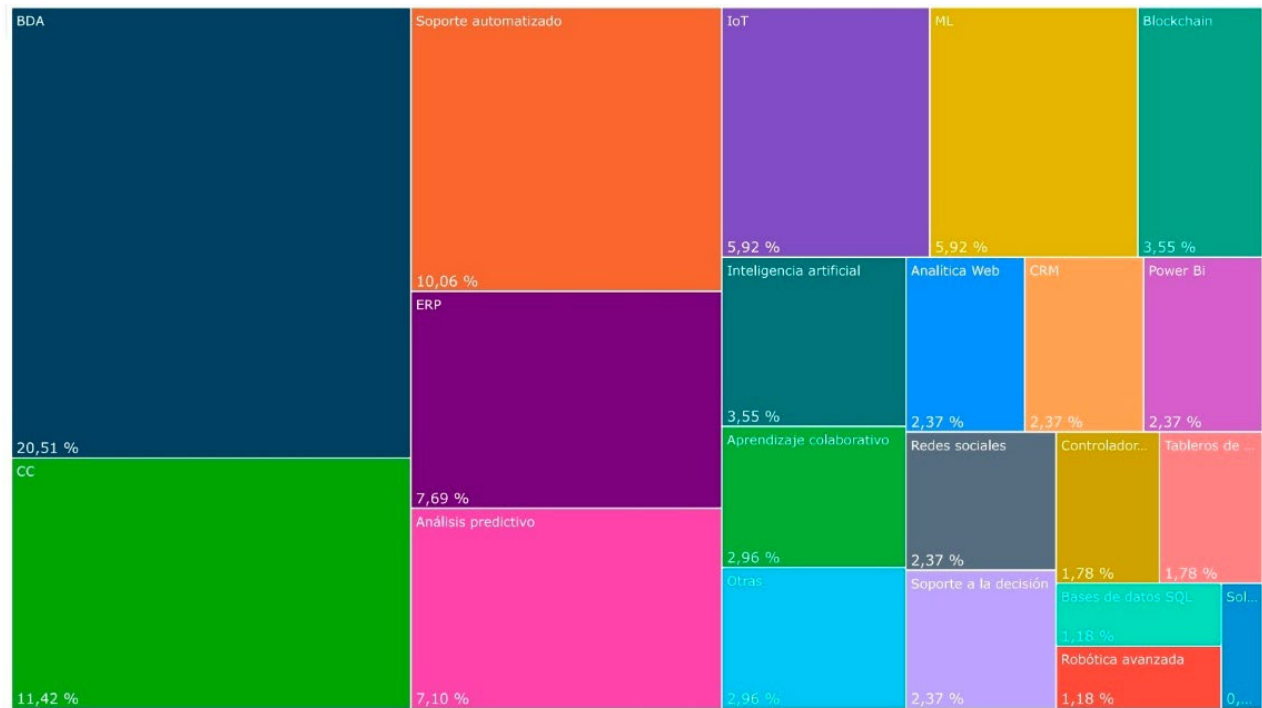 BDA
20,51 %
CC
11,42 %
Soporte automatizado
10,06 %
ERP
7,69 %
Análisis predictivo
7,10 %
IoT
5,92 %
ML
5,92 %
Blockchain
3,55 %
Inteligencia artificial
3,55 %
Analítica Web
2,37 %
CRM
2,37 %
Power Bi
2,37 %
Aprendizaje colaborativo
2,96 %
Otras
2,96 %
Redes sociales
2,37 %
Soporte a la decisión
2,37 %
Controlador...
1,78 %
Tableros de ...
1,78 %
Bases de datos SQL
1,18 %
Robótica avanzada
1,18 %
Sol...
0,...